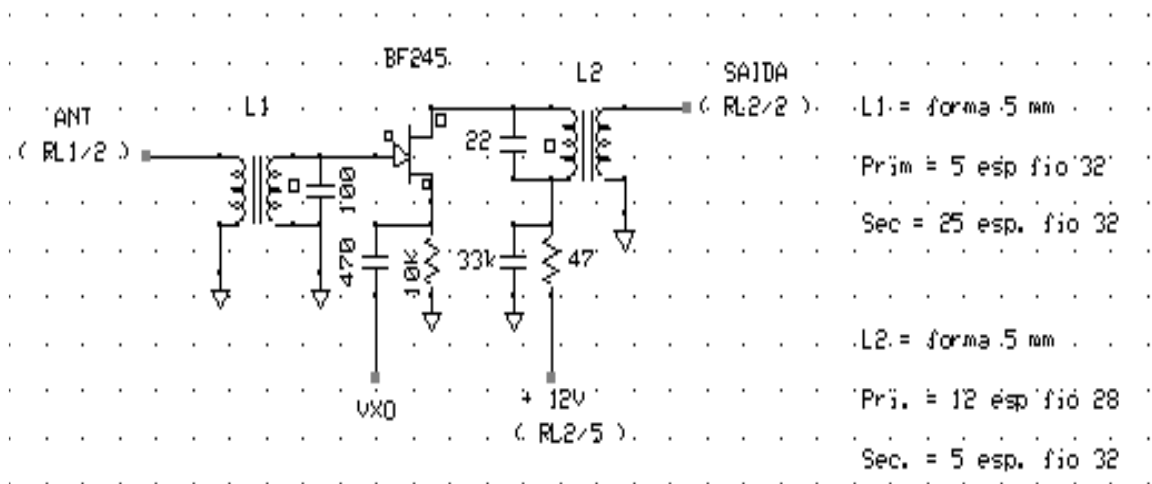 BF245
L2
SAIDA
( RL2/2 )
L1
ANT
( RL1/2 )
22
100
470
10K
33k
47
VXO
+ 12V
( RL2/5 )
L1 = forma 5 mm
Prim = 5 esp fio 32
Sec = 25 esp. fio 32
L2 = forma 5 mm
Pri. = 12 esp fio 28
Sec. = 5 esp. fio 32